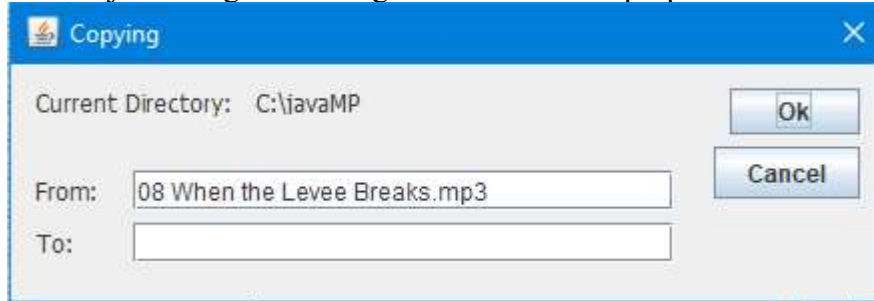 Copying
Current Directory: C:\javaMP
Ok
Cancel
From: 08 When the Levee Breaks.mp3
To: